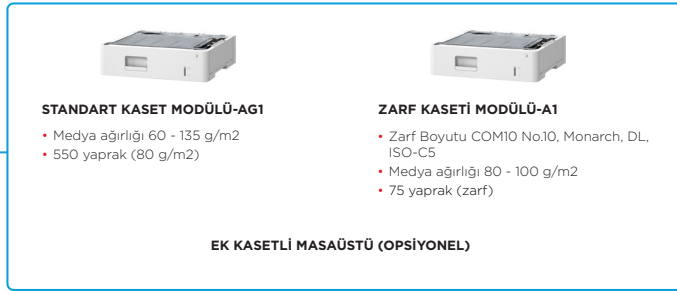 STANDART KASET MODÜLÜ-AG1
• Medya ağırlığı 60 - 135 g/m2
• 550 yaprak (80 g/m2)
ZARF KASETİ MODÜLÜ-A1
• Zarf Boyutu COM10 No.10, Monarch, DL,
ISO-C5
• Medya ağırlığı 80 - 100 g/m2
• 75 yaprak (zarf)
EK KASETLİ MASAÜSTÜ (OPSİYONEL)